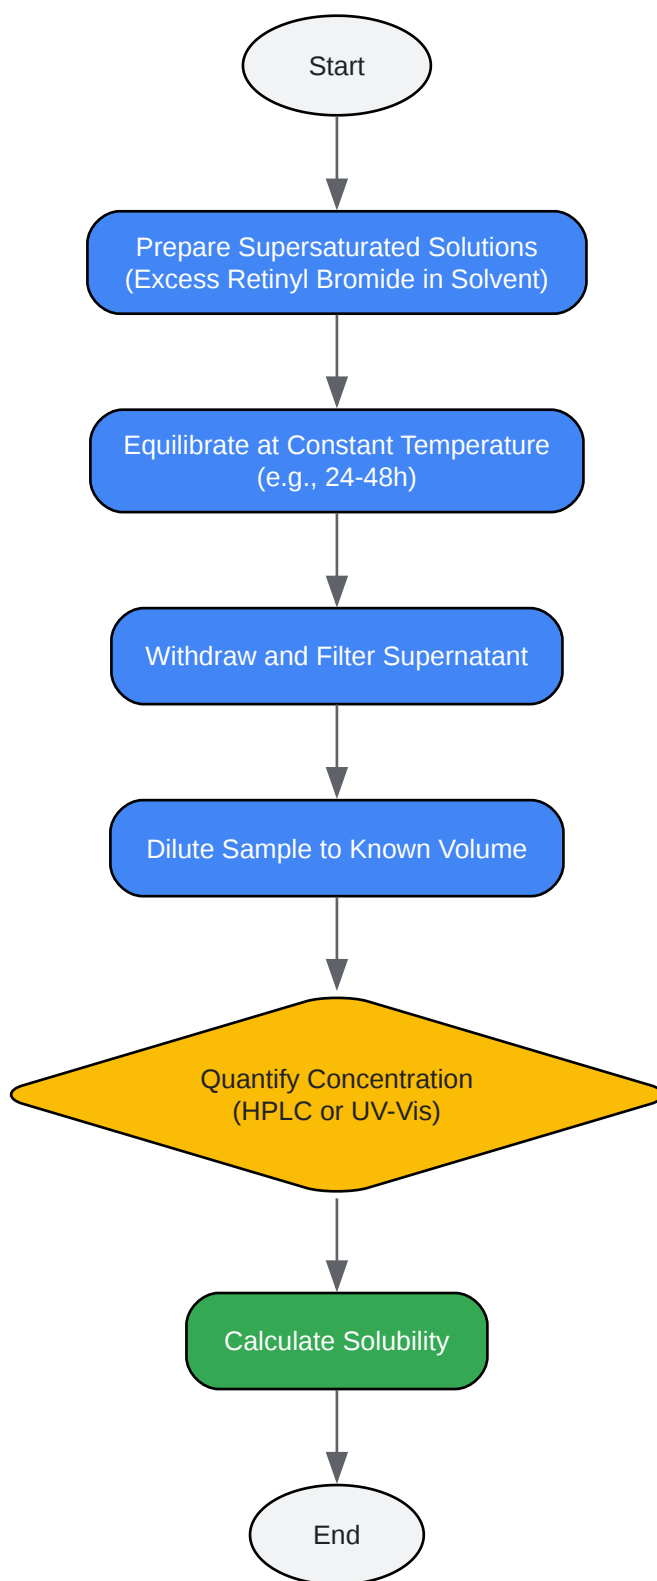 Start
Prepare Supersaturated Solutions
(Excess Retinyl Bromide in Solvent)
Equilibrate at Constant Temperature
(e.g., 24-48h)
Withdraw and Filter Supernatant
Dilute Sample to Known Volume
Quantify Concentration
(HPLC or UV-Vis)
Calculate Solubility
End